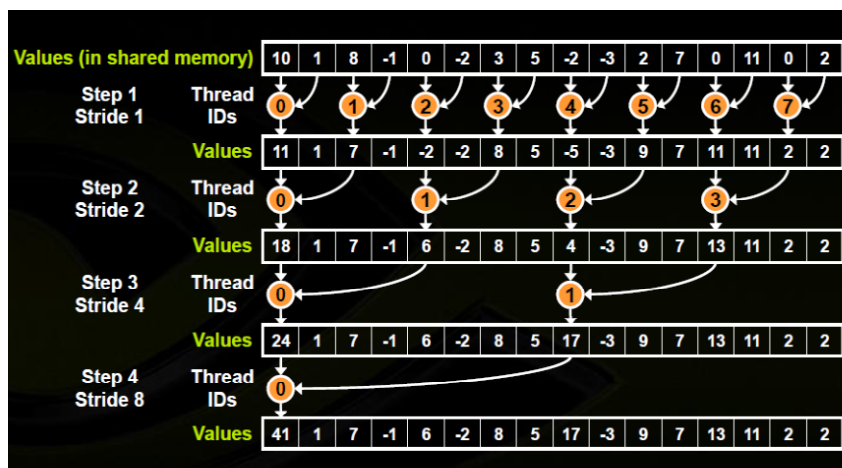 Values (in shared memory) 10 1 8 -1 0 -2 3 5 -2 -3 2 7 0 11 0 2
Step 1 Thread 0 1 2 3 4 5 6 7
Stride 1 IDs
Values 11 1 7 -1 -2 -2 8 5 -5 -3 9 7 11 11 2 2
Step 2 Thread 0 1 2 3
Stride 2 IDs
Values 18 1 7 -1 6 -2 8 5 4 -3 9 7 13 11 2 2
Step 3 Thread 0 1
Stride 4 IDs
Values 24 1 7 -1 6 -2 8 5 17 -3 9 7 13 11 2 2
Step 4 Thread 0
Stride 8 IDs
Values 41 1 7 -1 6 -2 8 5 17 -3 9 7 13 11 2 2